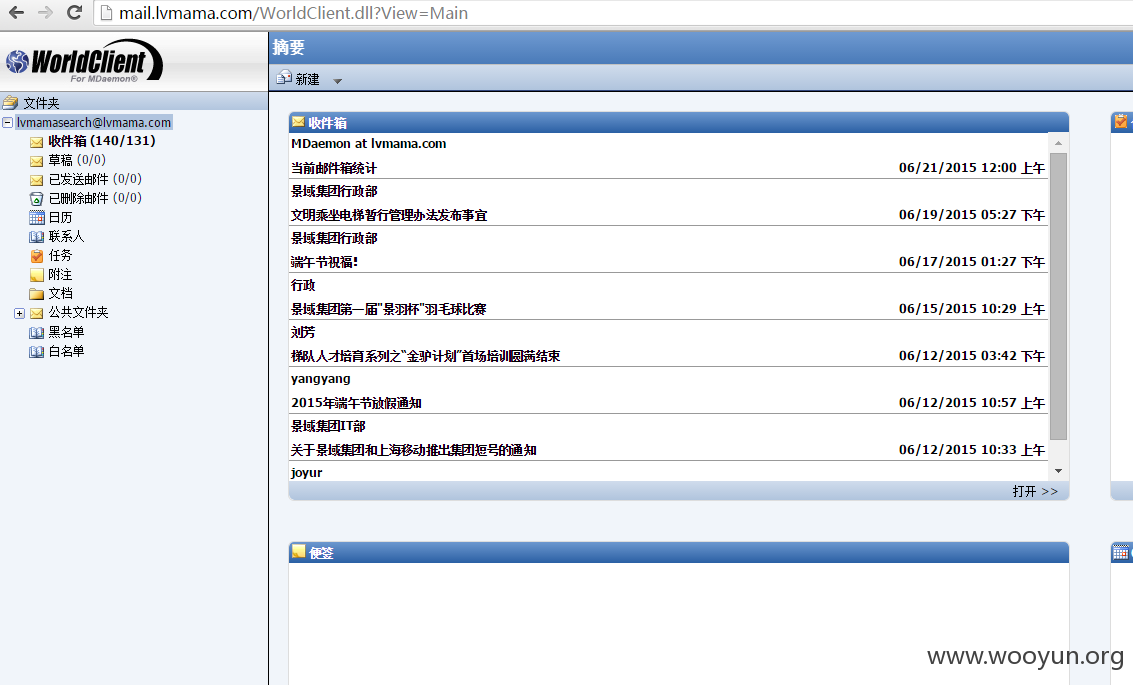 mail.lvmama.com/WorldClient.dll?View=Main
WorldClient
For MDaemon®
摘要
新建
文件夹
lvmamasearch@lvmama.com
收件箱 (140/131)
草稿 (0/0)
已发送邮件 (0/0)
已删除邮件 (0/0)
日历
联系人
任务
附注
文档
公共文件夹
黑名单
白名单
收件箱
MDaemon at lvmama.com
当前邮件箱统计 06/21/2015 12:00 上午
景域集团行政部
文明乘坐电梯暂行管理办法发布事宜 06/19/2015 05:27 下午
景域集团行政部
端午节祝福! 06/17/2015 01:27 下午
行政
景域集团第一届"景羽杯"羽毛球比赛 06/15/2015 10:29 上午
刘芳
梯队人才培育系列之"金驴计划"首场培训圆满结束 06/12/2015 03:42 下午
yangyang
2015年端午节放假通知 06/12/2015 10:57 上午
景域集团IT部
关于景域集团和上海移动推出集团短号的通知 06/12/2015 10:33 上午
joyur
打开 >>
便签
www.wooyun.org